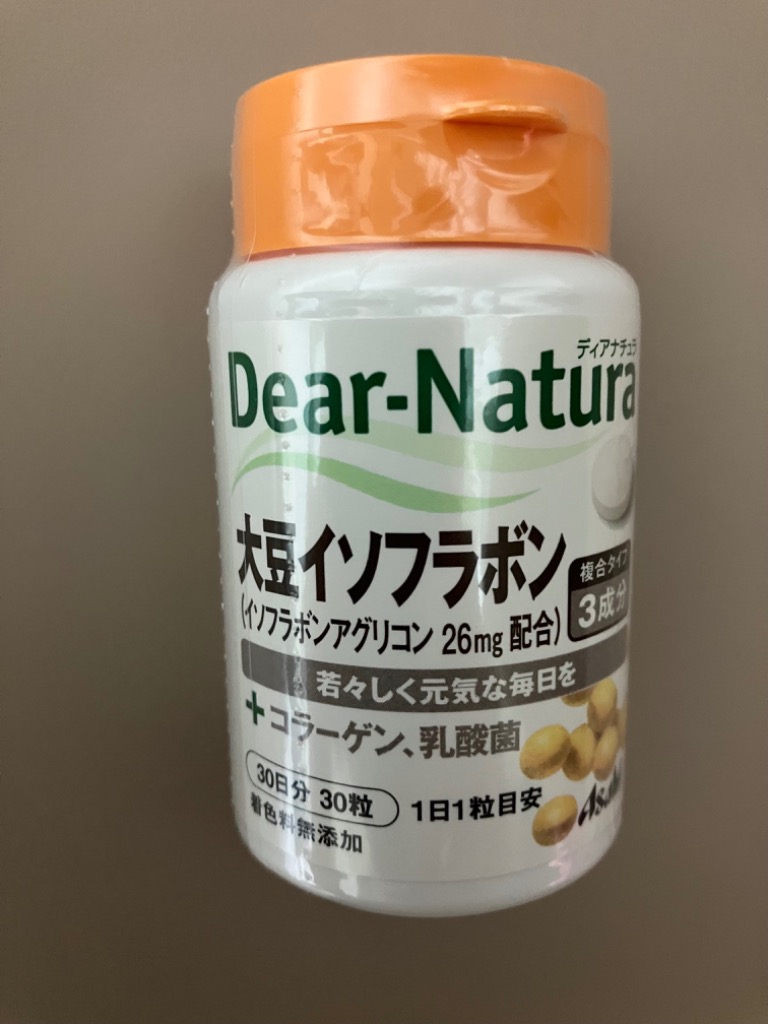 ディアナチュラ
Dear-Natura
大豆イソフラボン
(イソフラボンアグリコン 26mg 配合)
複合タイプ
3成分
若々しく元気な毎日を
+コラーゲン、乳酸菌
30日分 30粒
1日1粒目安
着色料無添加
Asahi